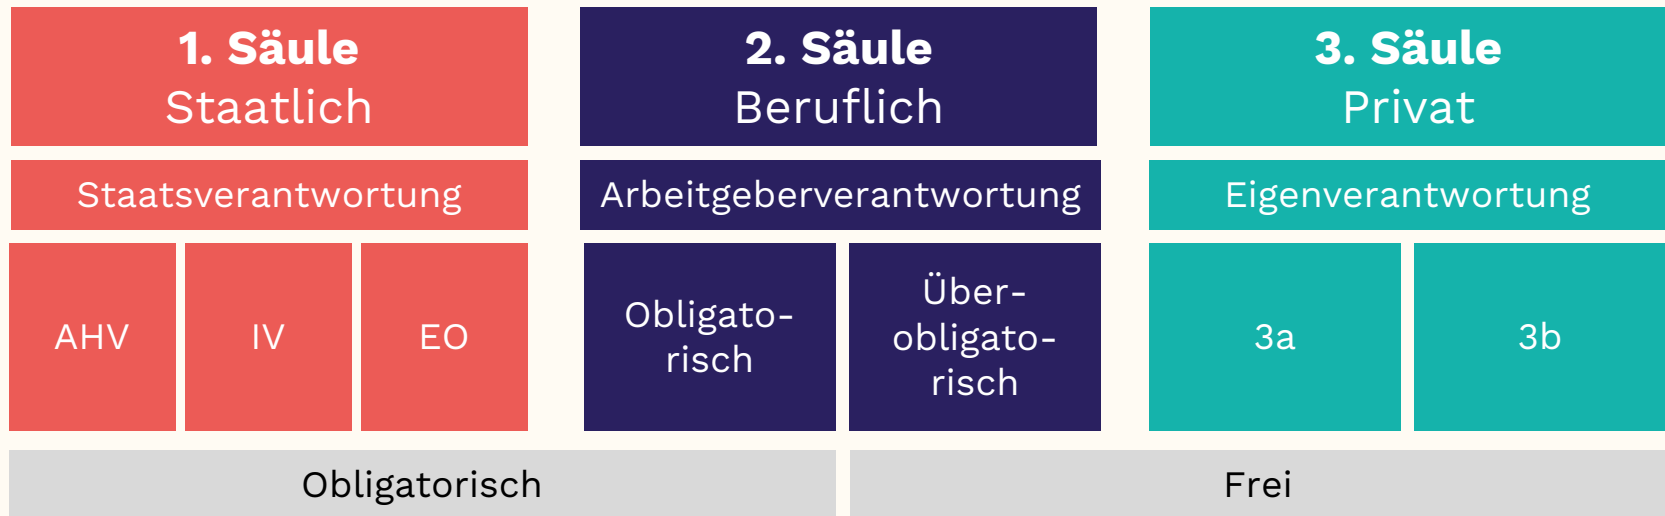 1. Säule
Staatlich
2. Säule
Beruflich
3. Säule
Privat
Staatsverantwortung
Arbeitgeberverantwortung
Eigenverantwortung
AHV
IV
EO
Obligato-
risch
Über-
obligato-
risch
3a
3b
Obligatorisch
Frei